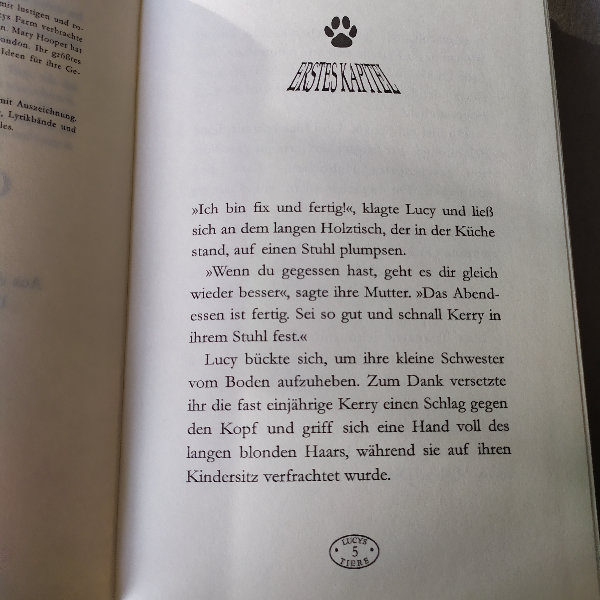 mit lustigen und ro-
ys Farm verbrachte
n. Mary Hooper hat
ondon. Ihr größtes
Ideen für ihre Ge-
mit Auszeichnung.
, Lyrikbände und
ies.
ERSTES KAPITEL
»Ich bin fix und fertig!«, klagte Lucy und ließ
sich an dem langen Holztisch, der in der Küche
stand, auf einen Stuhl plumpsen.
»Wenn du gegessen hast, geht es dir gleich
wieder besser«, sagte ihre Mutter. »Das Abend-
essen ist fertig. Sei so gut und schnall Kerry in
ihrem Stuhl fest.«
Lucy bückte sich, um ihre kleine Schwester
vom Boden aufzuheben. Zum Dank versetzte
ihr die fast einjährige Kerry einen Schlag gegen
den Kopf und griff sich eine Hand voll des
langen blonden Haars, während sie auf ihren
Kindersitz verfrachtet wurde.
LUCYS
5
TIERE